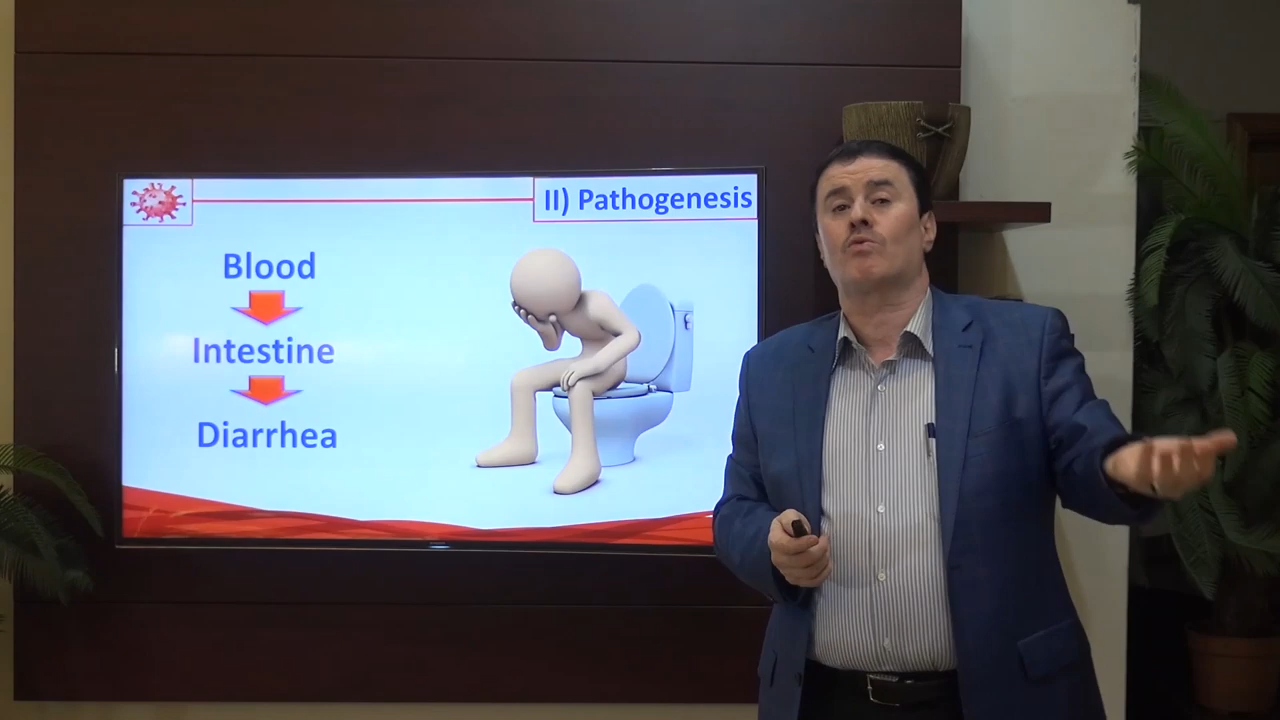 II) Pathogenesis
Blood
Intestine
Diarrhea